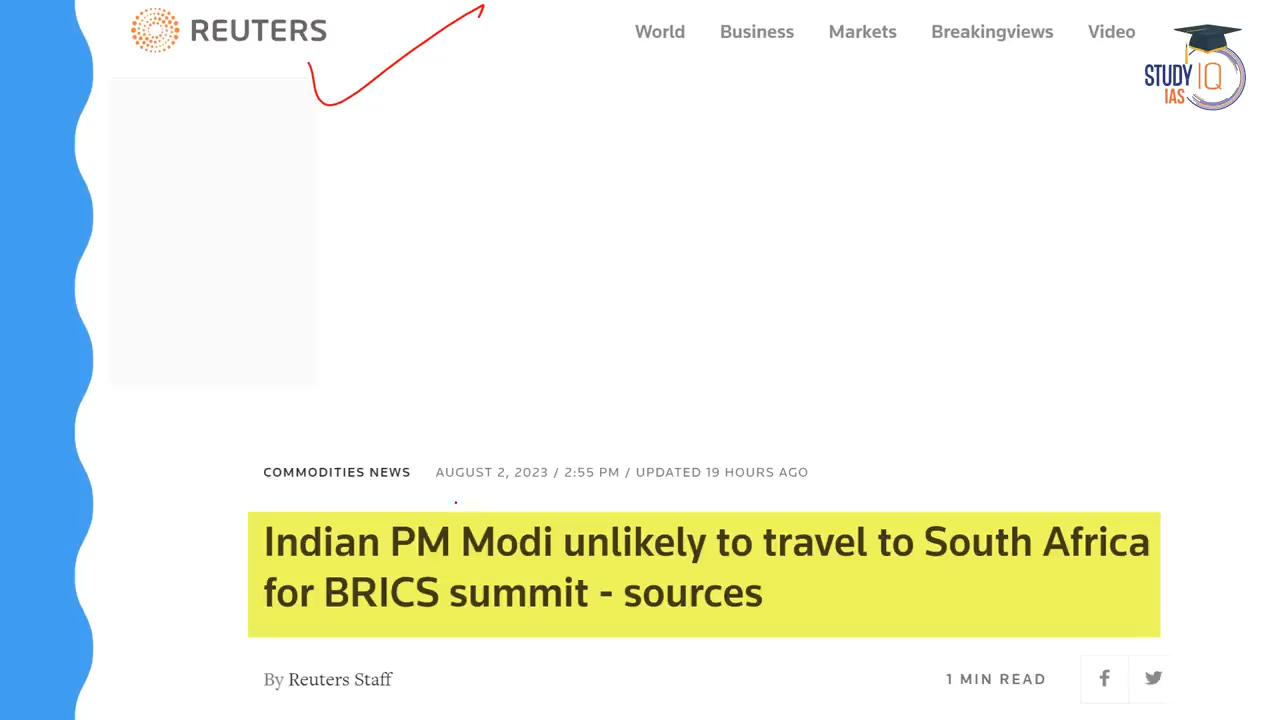 REUTERS
World Business Markets Breakingviews Video
STUDY IQ
IAS
COMMODITIES NEWS AUGUST 2, 2023 / 2:55 PM / UPDATED 19 HOURS AGO
Indian PM Modi unlikely to travel to South Africa
for BRICS summit - sources
By Reuters Staff 1 MIN READ